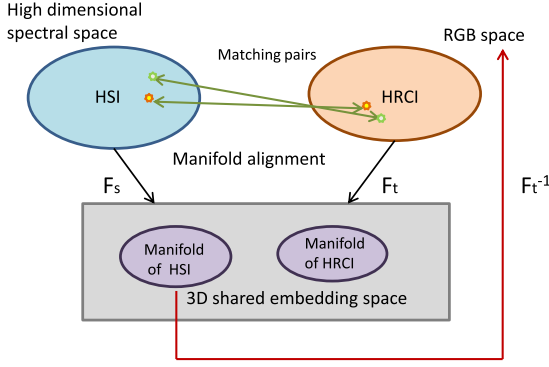 High dimensional
spectral space
Matching pairs
RGB space
HSI
HRCI
Manifold alignment
Fs
Ft
Ft-1
Manifold
of HSI
Manifold
of HRCI
3D shared embedding space